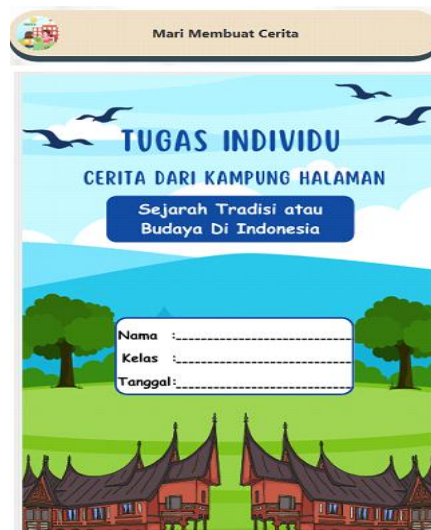 Mari Membuat Cerita
TUGAS INDIVIDU
CERITA DARI KAMPUNG HALAMAN
Sejarah Tradisi atau
Budaya Di Indonesia
Nama :
Kelas :
Tanggal: